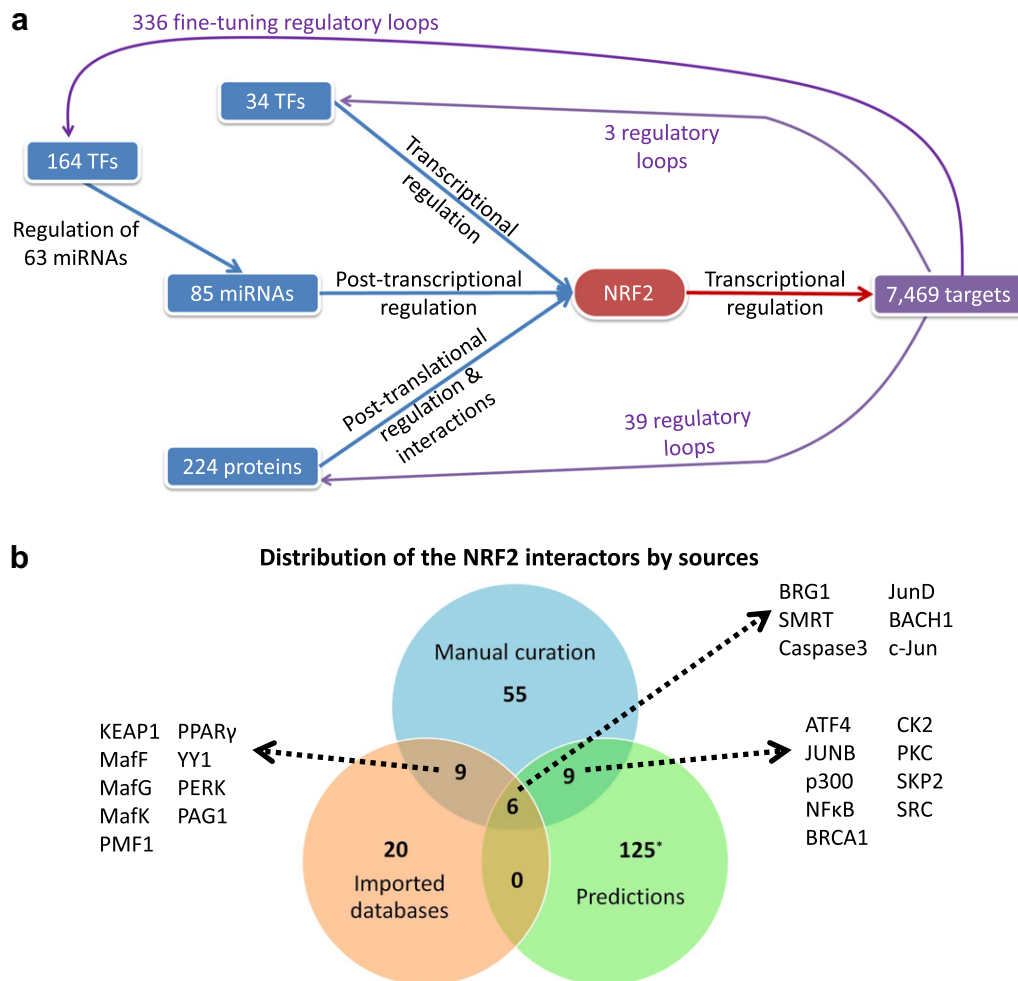 a
336 fine-tuning regulatory loops
34 TFs
3 regulatory
loops
164 TFs
Transcriptional
regulation
Regulation of
63 miRNAs
85 miRNAs
Post-transcriptional
regulation
NRF2
Transcriptional
regulation
7,469 targets
Post-translational
regulation &
interactions
39 regulatory
loops
224 proteins
b
Distribution of the NRF2 interactors by sources
BRG1 JunD
SMRT BACH1
Caspase3 c-Jun
Manual curation
55
KEAP1 PPARγ
MafF YY1
MafG PERK
MafK PAG1
PMF1
9
9
6
ATF4 CK2
JUNB PKC
p300 SKP2
NFκB SRC
BRCA1
20
Imported
databases
0
125*
Predictions